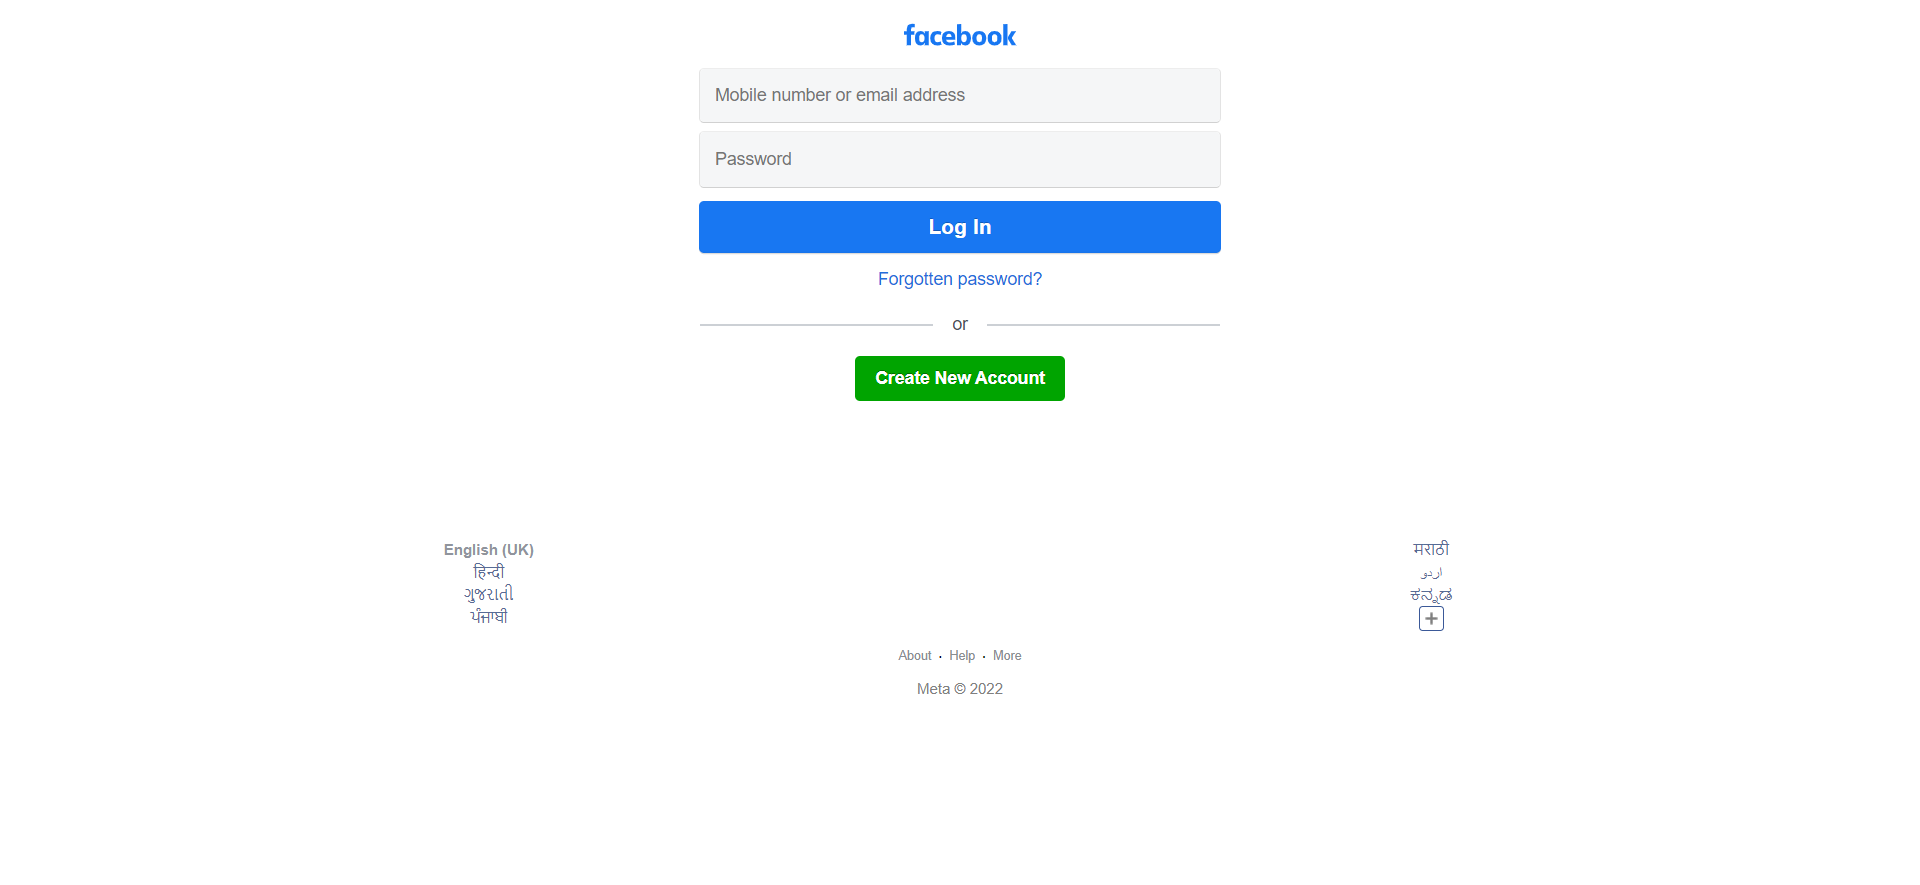 facebook
Mobile number or email address
Password
Log In
Forgotten password?
or
Create New Account
English (UK)
हिन्दी
ગુજરાતી
ਪੰਜਾਬੀ
मराठी
اردو
ಕನ್ನಡ
About · Help · More
Meta © 2022